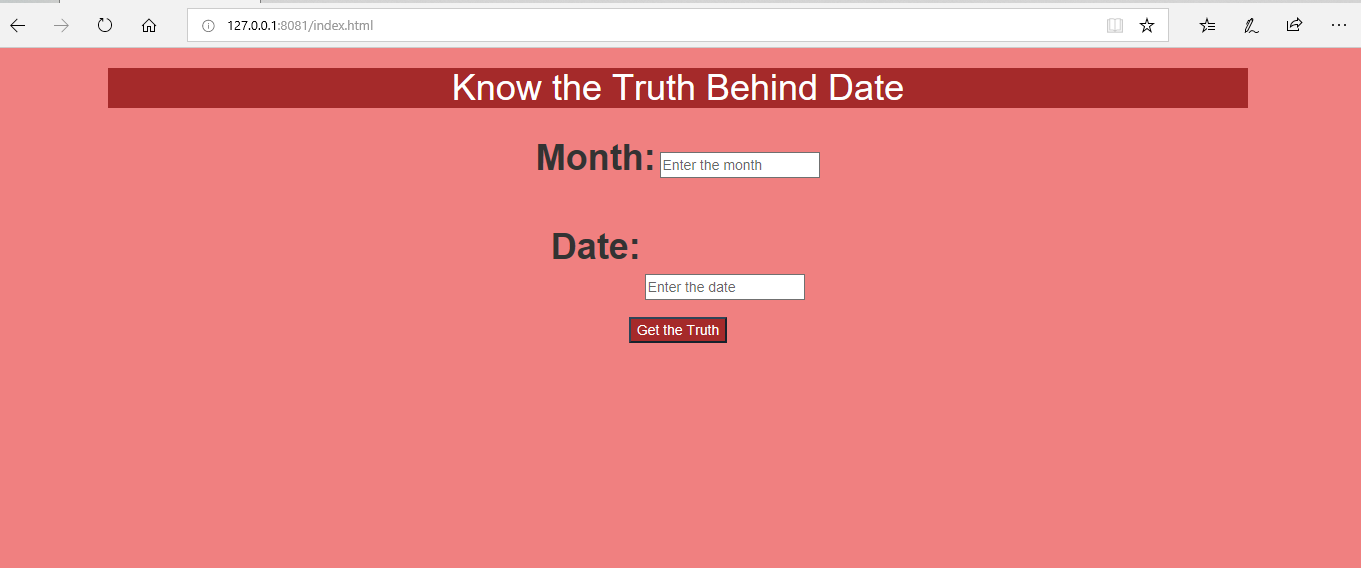 127.0.0.1:8081/index.html
Know the Truth Behind Date
Month: Enter the month
Date:
Enter the date
Get the Truth